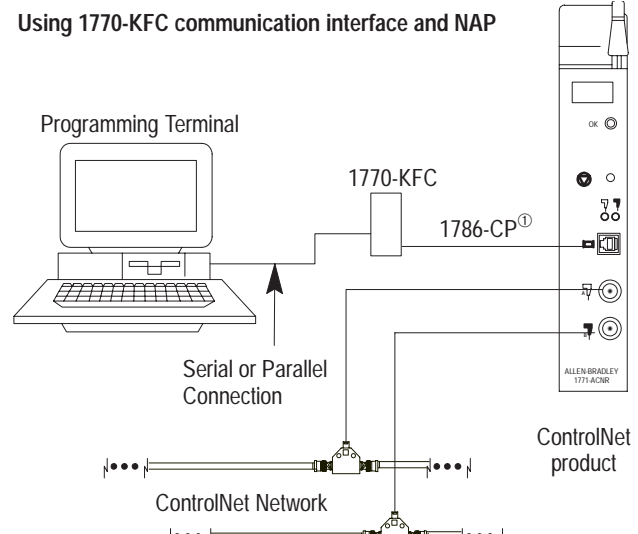 Using 1770-KFC communication interface and NAP
OK
Programming Terminal
1770-KFC
1786-CP①
A
B
Serial or Parallel
Connection
ALLEN-BRADLEY
1771-ACNR
ControlNet
product
ControlNet Network